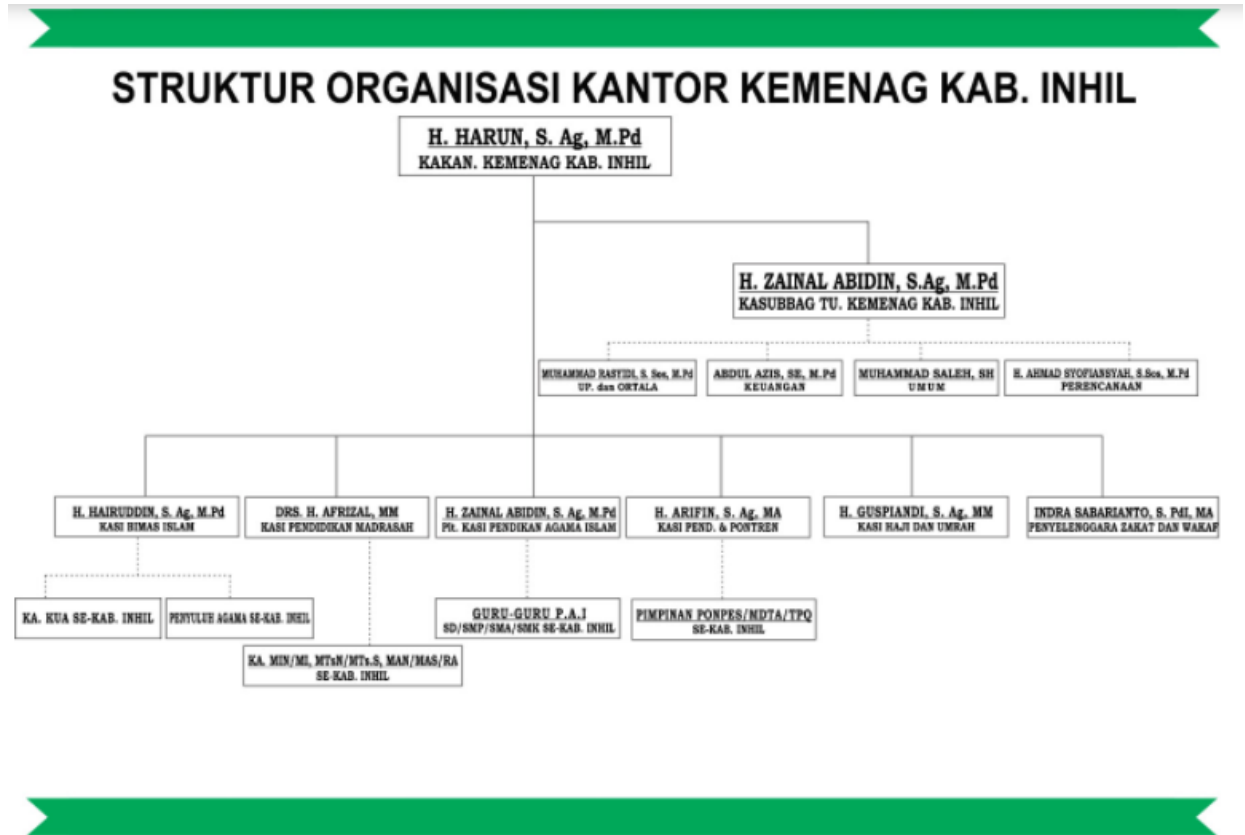 STRUKTUR ORGANISASI KANTOR KEMENAG KAB. INHIL
H. HARUN, S. Ag, M.Pd
KAKAN. KEMENAG KAB. INHIL
H. ZAINAL ABIDIN, S.Ag, M.Pd
KASUBBAG TU. KEMENAG KAB. INHIL
MUHAMMAD RASYIDI, S. Sos, M.Pd
UP. dan ORTALA
ABDUL AZIS, SE, M.Pd
KEUANGAN
MUHAMMAD SALEH, SH
UMUM
H. AHMAD SYOFIANSYAH, S.Sos, M.Pd
PERENCANAAN
H. HAIRUDDIN, S. Ag, M.Pd
KASI BIMAS ISLAM
DRS. H. AFRIZAL, MM
KASI PENDIDIKAN MADRASAH
H. ZAINAL ABIDIN, S. Ag, M.Pd
Plt. KASI PENDIKAN AGAMA ISLAM
H. ARIFIN, S. Ag, MA
KASI PEND. & PONTREN
H. GUSPIANDI, S. Ag, MM
KASI HAJI DAN UMRAH
INDRA SABARIANTO, S. PdI, MA
PENYELENGGARA ZAKAT DAN WAKAF
KA. KUA SE-KAB. INHIL
PENYULUH AGAMA SE-KAB. INHIL
GURU-GURU P.A.I
SD/SMP/SMA/SMK SE-KAB. INHIL
PIMPINAN PONPES/MDTA/TPQ
SE-KAB. INHIL
KA. MIN/MI, MTsN/MTs.S, MAN/MAS/RA
SE-KAB. INHIL